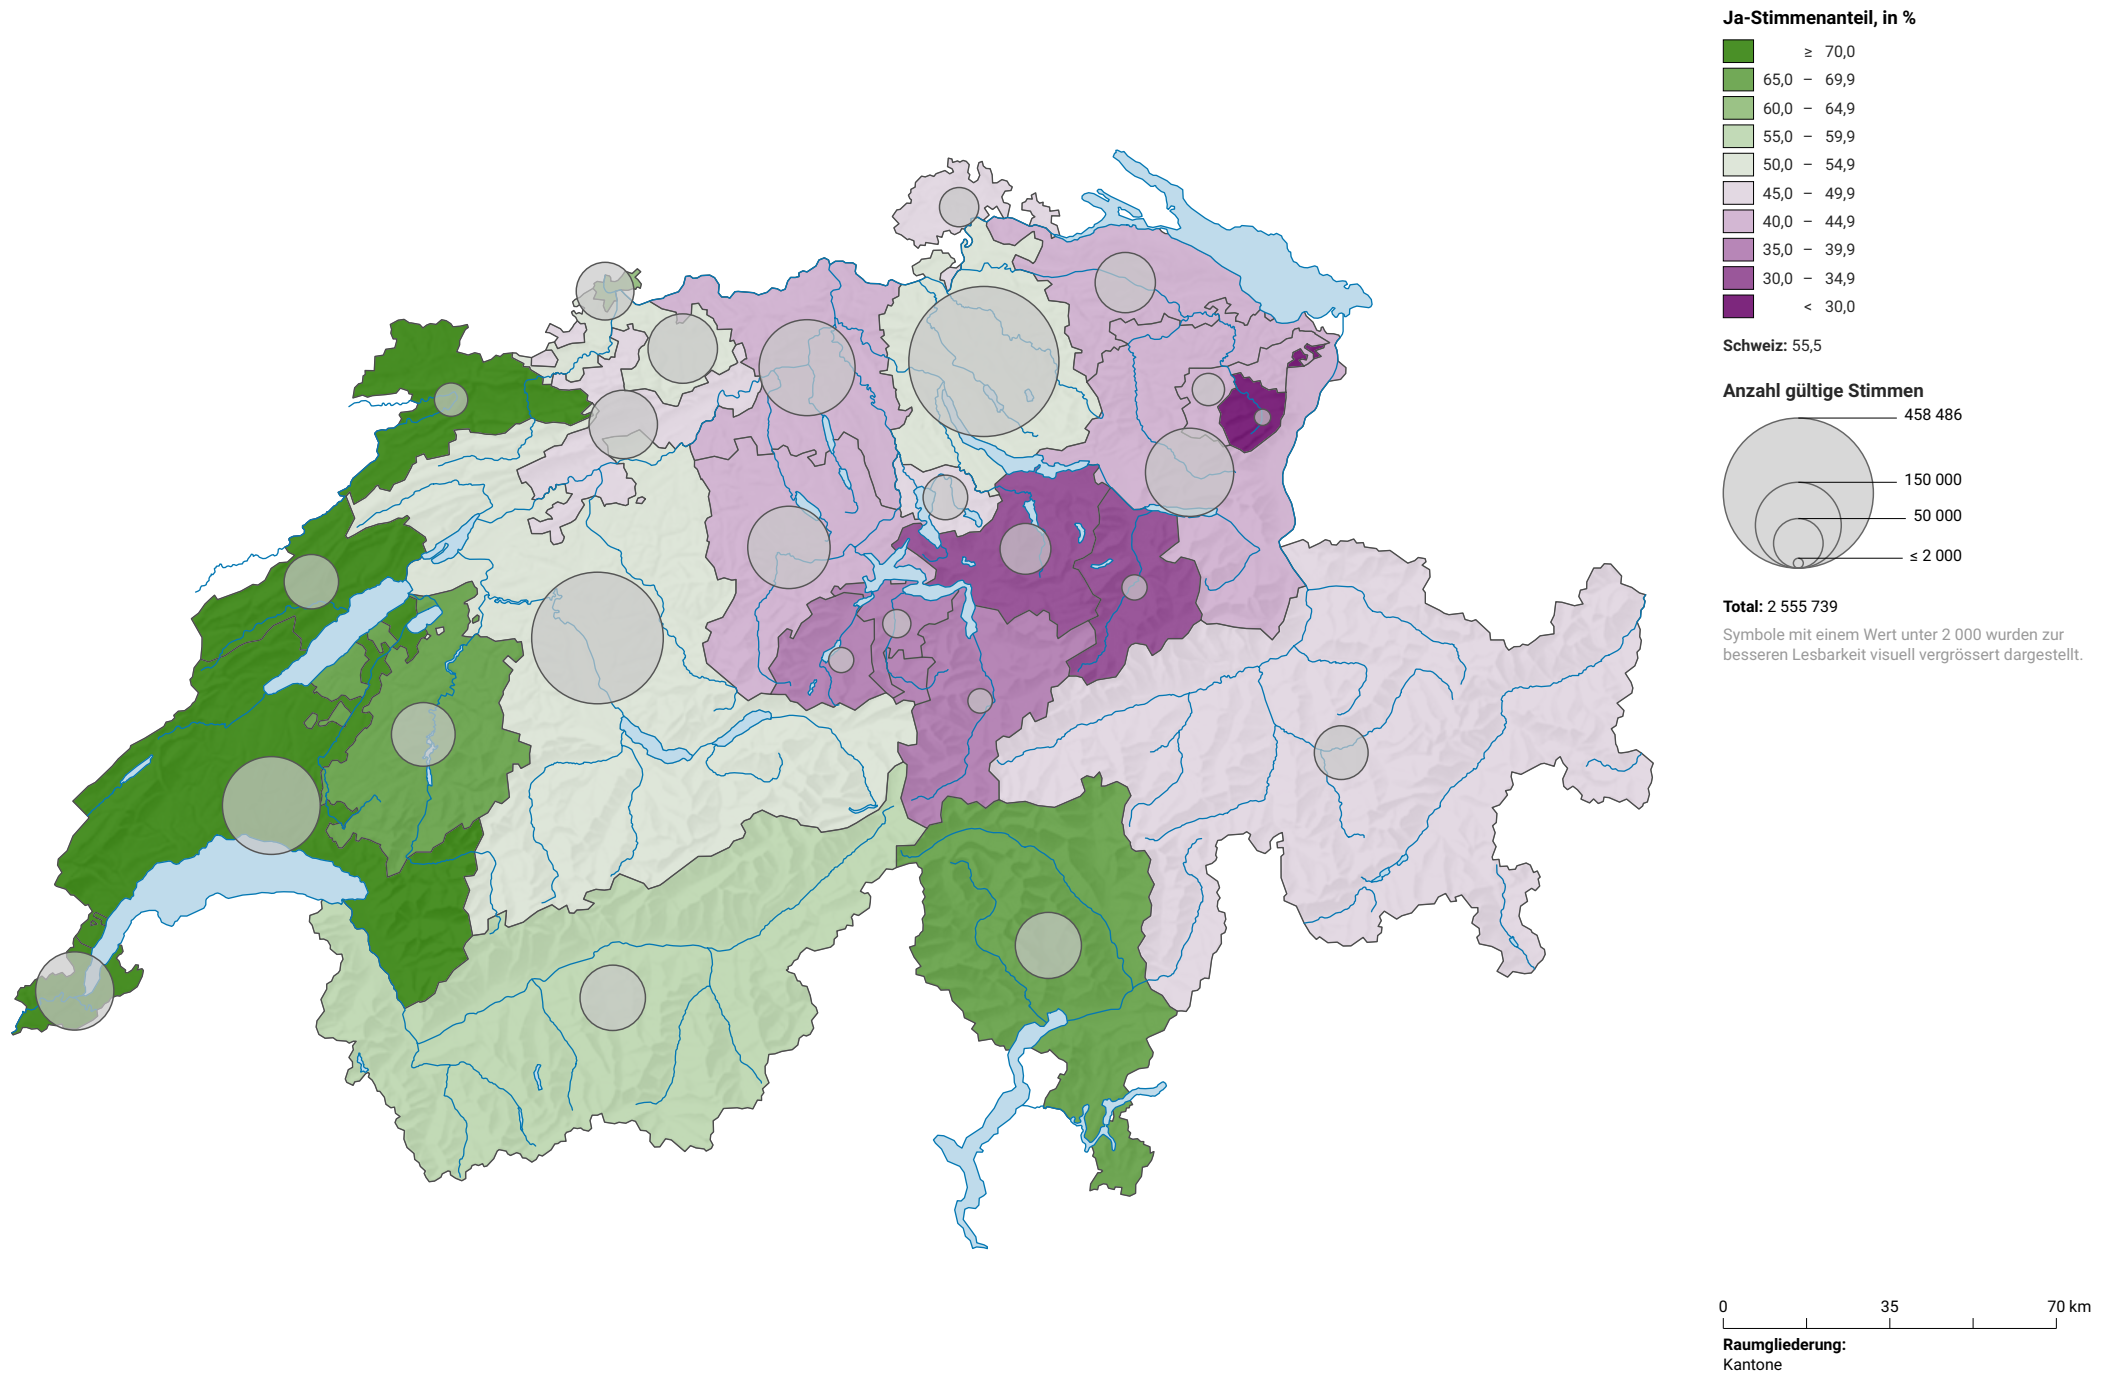 Ja-Stimmenanteil, in %
≥ 70,0
65,0 – 69,9
60,0 – 64,9
55,0 – 59,9
50,0 – 54,9
45,0 – 49,9
40,0 – 44,9
35,0 – 39,9
30,0 – 34,9
< 30,0
Schweiz: 55,5
Anzahl gültige Stimmen
458 486
150 000
50 000
≤ 2 000
Total: 2 555 739
Symbole mit einem Wert unter 2 000 wurden zur
besseren Lesbarkeit visuell vergrössert dargestellt.
0 35 70 km
Raumgliederung:
Kantone